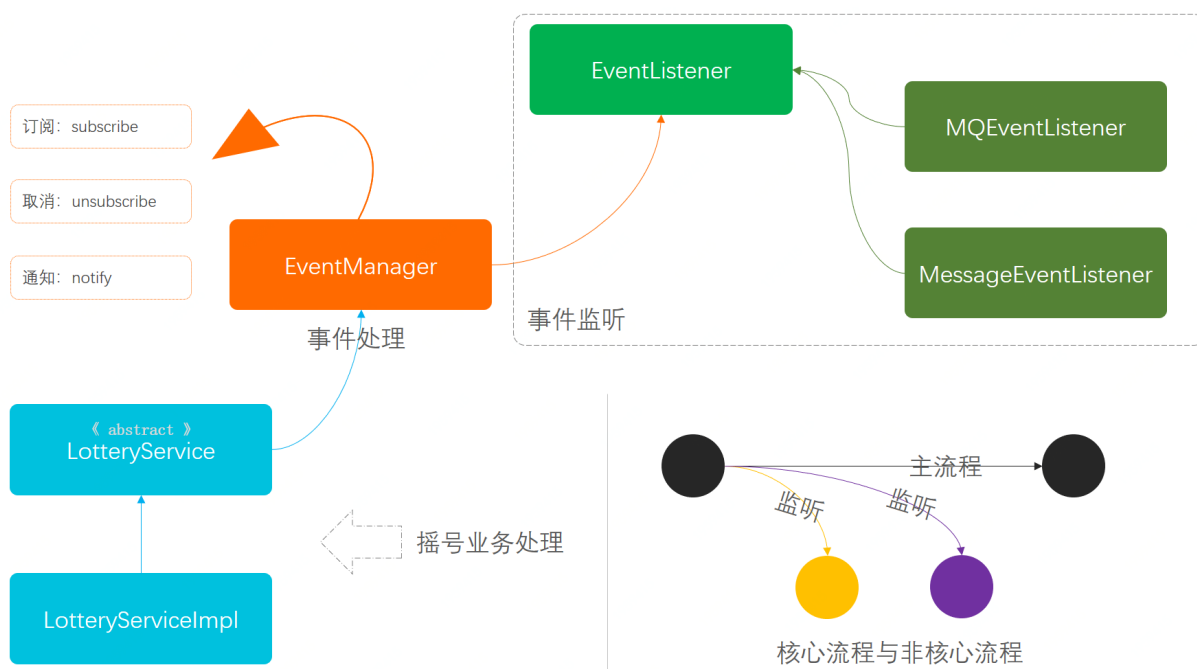 EventListener
MQEventListener
MessageEventListener
事件监听
订阅：subscribe
取消：unsubscribe
通知：notify
EventManager
事件处理
《 abstract 》
LotteryService
摇号业务处理
LotteryServiceImpl
主流程
监听
监听
核心流程与非核心流程